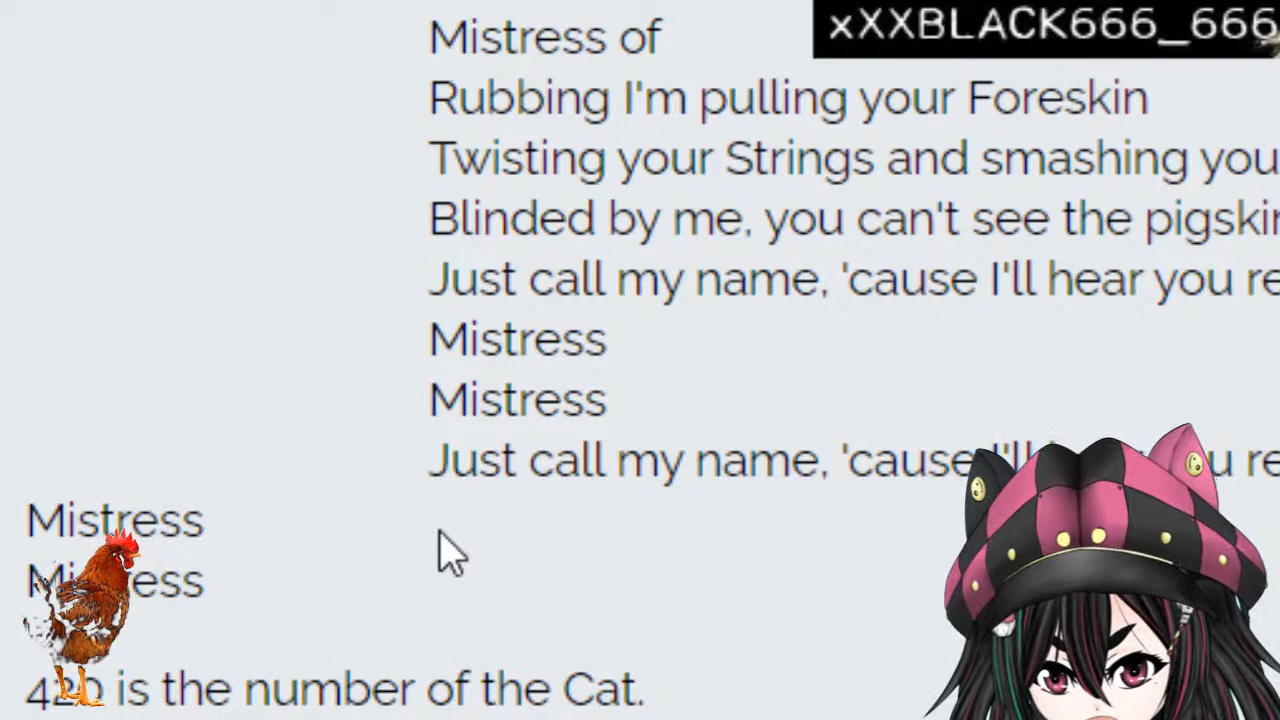 xXXBLACK666_666
Mistress of
Rubbing I'm pulling your Foreskin
Twisting your Strings and smashing you
Blinded by me, you can't see the
Just call my name, 'cause I'll hear you
Mistress
Mistress
Just call my name, 'cause
Mistress
Mistress
420 is the number of the Cat.